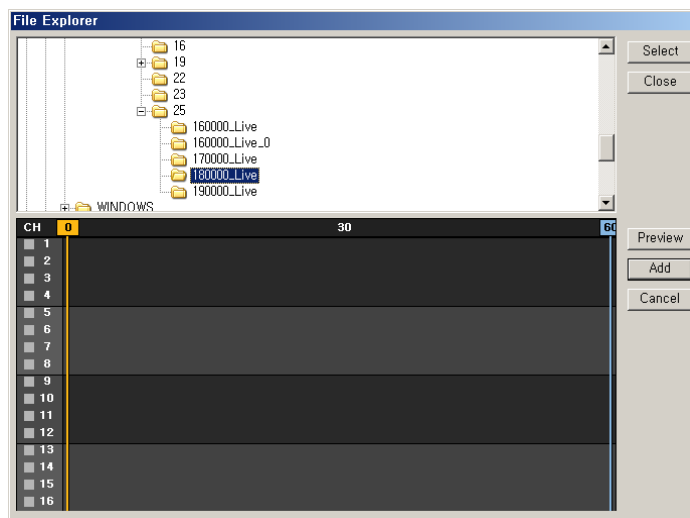 File Explorer
16
19
22
23
25
160000_Live
160000_Live_0
170000_Live
180000_Live
190000_Live
WINDOWS
Select
Close
CH 0 30 60
1
2
3
4
5
6
7
8
9
10
11
12
13
14
15
16
Preview
Add
Cancel